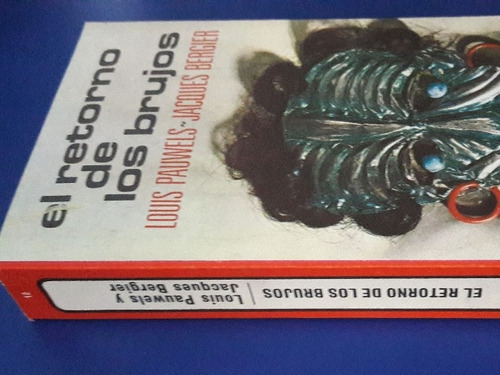 el retorno
de
los brujos
LOUIS PAUWELS-JACQUES BERGIER
Louis Pauwels y
Jacques Bergier
EL RETORNO DE LOS BRUJOS